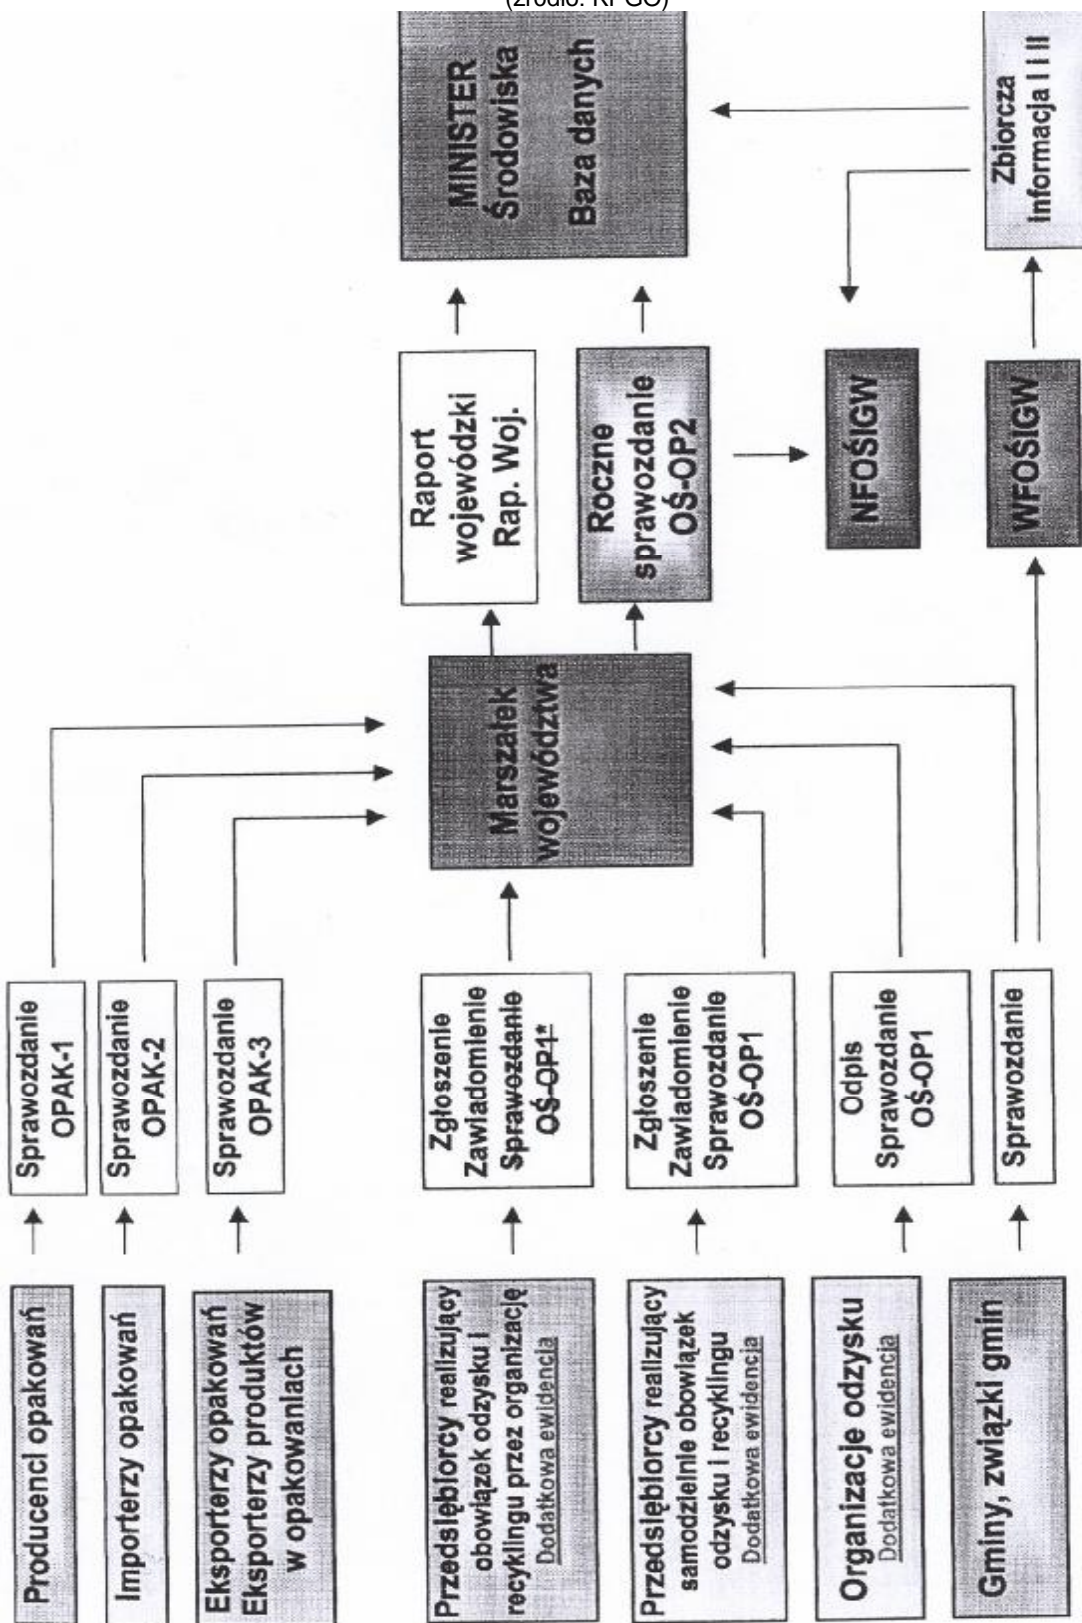 (źródło: KPGO)
Producenci opakowań
Importerzy opakowań
Eksporterzy opakowań
Eksporterzy produktów
w opakowaniach
Przedsiębiorcy realizujący
obowiązek odzysku i
recyklingu przez organizację
Dodatkowa ewidencja
Przedsiębiorcy realizujący
samodzielnie obowiązek
odzysku i recyklingu
Dodatkowa ewidencja
Organizacje odzysku
Dodatkowa ewidencja
Gminy, związki gmin
Sprawozdanie
OPAK-1
Sprawozdanie
OPAK-2
Sprawozdanie
OPAK-3
Zgłoszenie
Zawiadomienie
Sprawozdanie
OŚ-OP1*
Zgłoszenie
Zawiadomienie
Sprawozdanie
OŚ-OP1
Odpis
Sprawozdanie
OŚ-OP1
Sprawozdanie
Marszałek
województwa
Raport
wojewódzki
Rap. Woj.
Roczne
sprawozdanie
OŚ-OP2
NFOŚIGW
WFOŚIGW
MINISTER
Środowiska
Baza danych
Zbiorcza
Informacja I i II